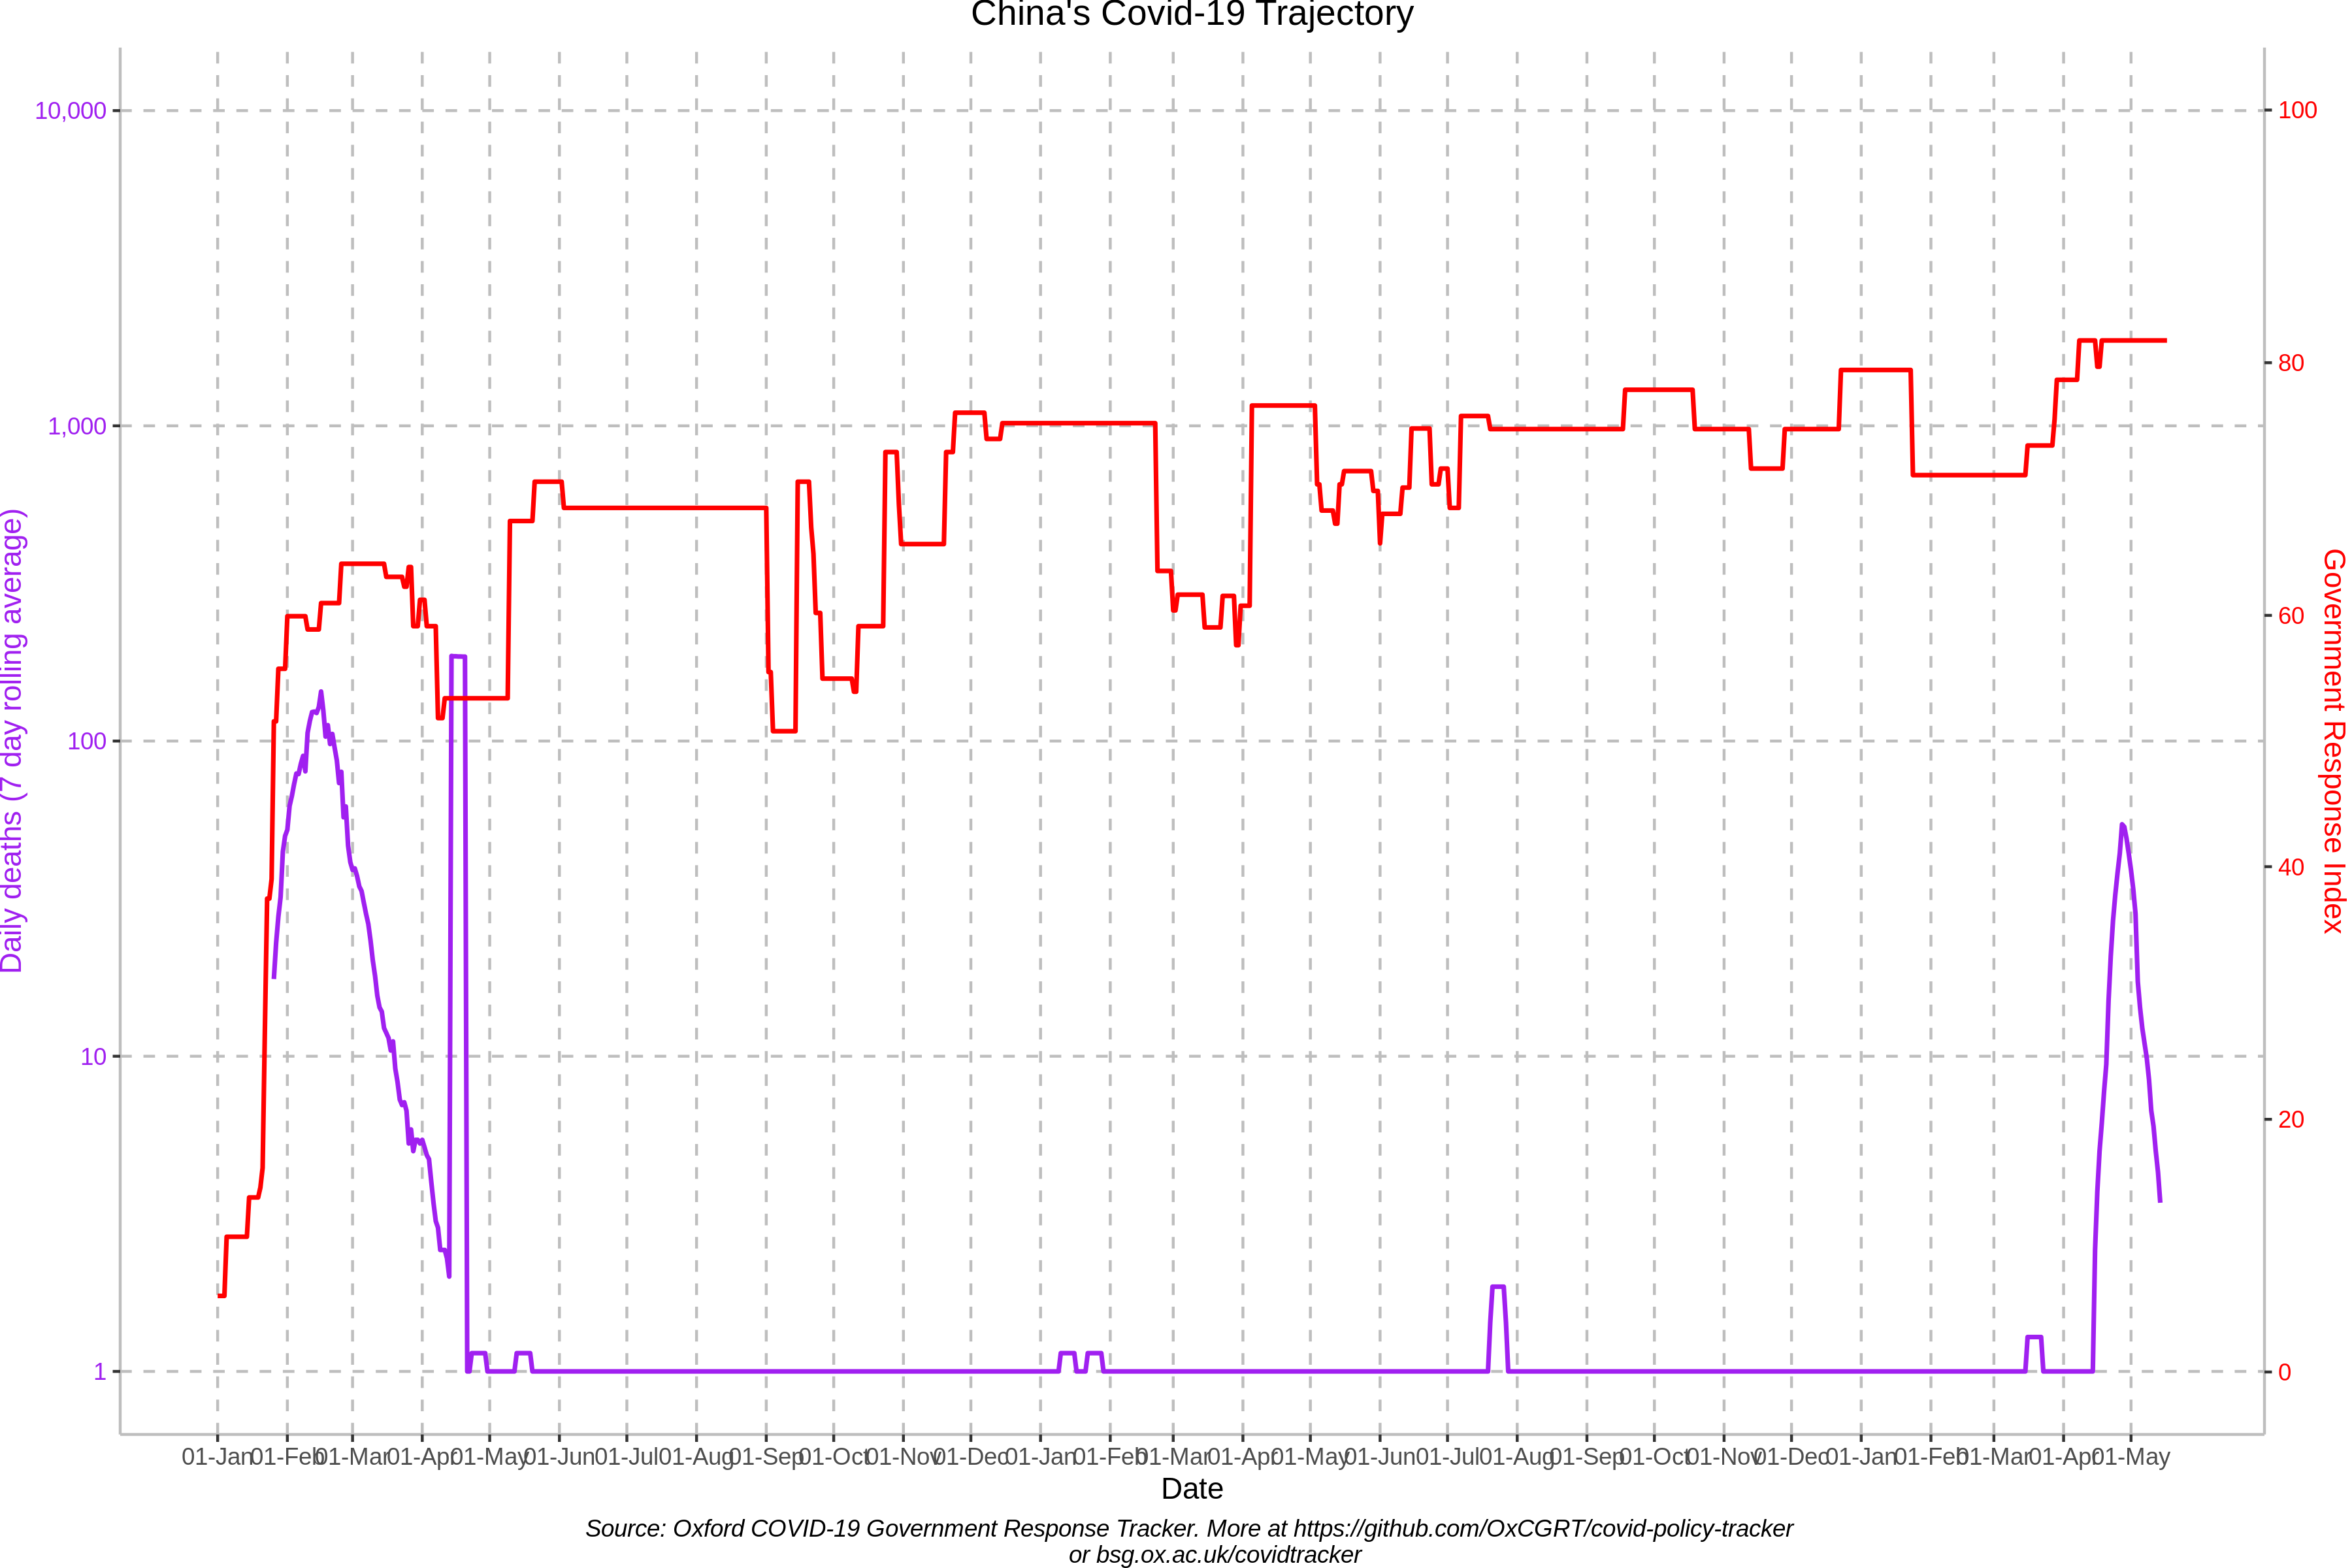 China's Covid-19 Trajectory
10,000
1,000
100
10
1
Daily deaths (7 day rolling average)
100
80
60
40
20
0
Government Response Index
01-Jan 01-Feb 01-Mar 01-Apr 01-May 01-Jun 01-Jul 01-Aug 01-Sep 01-Oct 01-Nov 01-Dec 01-Jan 01-Feb 01-Mar 01-Apr 01-May 01-Jun 01-Jul 01-Aug 01-Sep 01-Oct 01-Nov 01-Dec 01-Jan 01-Feb 01-Mar 01-Apr 01-May
Date
Source: Oxford COVID-19 Government Response Tracker. More at https://github.com/OxCGRT/covid-policy-tracker
or bsg.ox.ac.uk/covidtracker